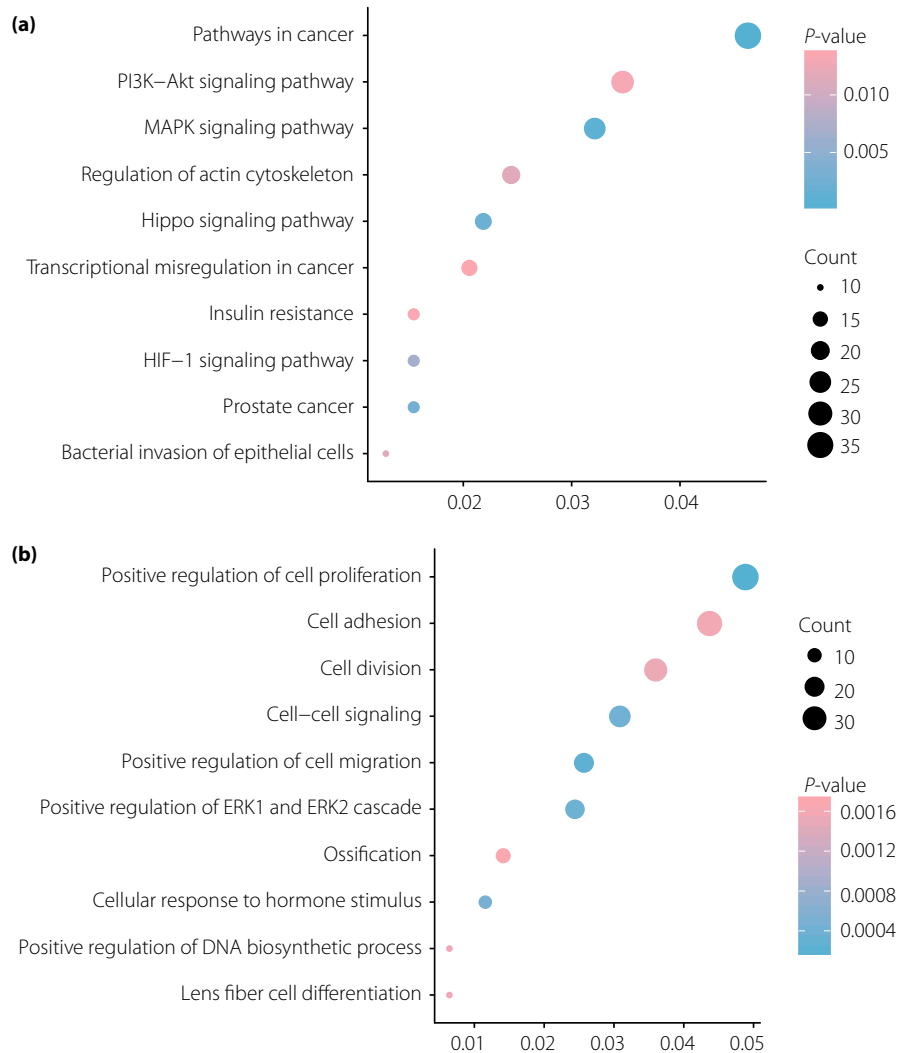 (a)
Pathways in cancer
PI3K−Akt signaling pathway
MAPK signaling pathway
Regulation of actin cytoskeleton
Hippo signaling pathway
Transcriptional misregulation in cancer
Insulin resistance
HIF−1 signaling pathway
Prostate cancer
Bacterial invasion of epithelial cells
0.02 0.03 0.04
P-value
0.010
0.005
Count
10
15
20
25
30
35
(b)
Positive regulation of cell proliferation
Cell adhesion
Cell division
Cell−cell signaling
Positive regulation of cell migration
Positive regulation of ERK1 and ERK2 cascade
Ossification
Cellular response to hormone stimulus
Positive regulation of DNA biosynthetic process
Lens fiber cell differentiation
0.01 0.02 0.03 0.04 0.05
Count
10
20
30
P-value
0.0016
0.0012
0.0008
0.0004